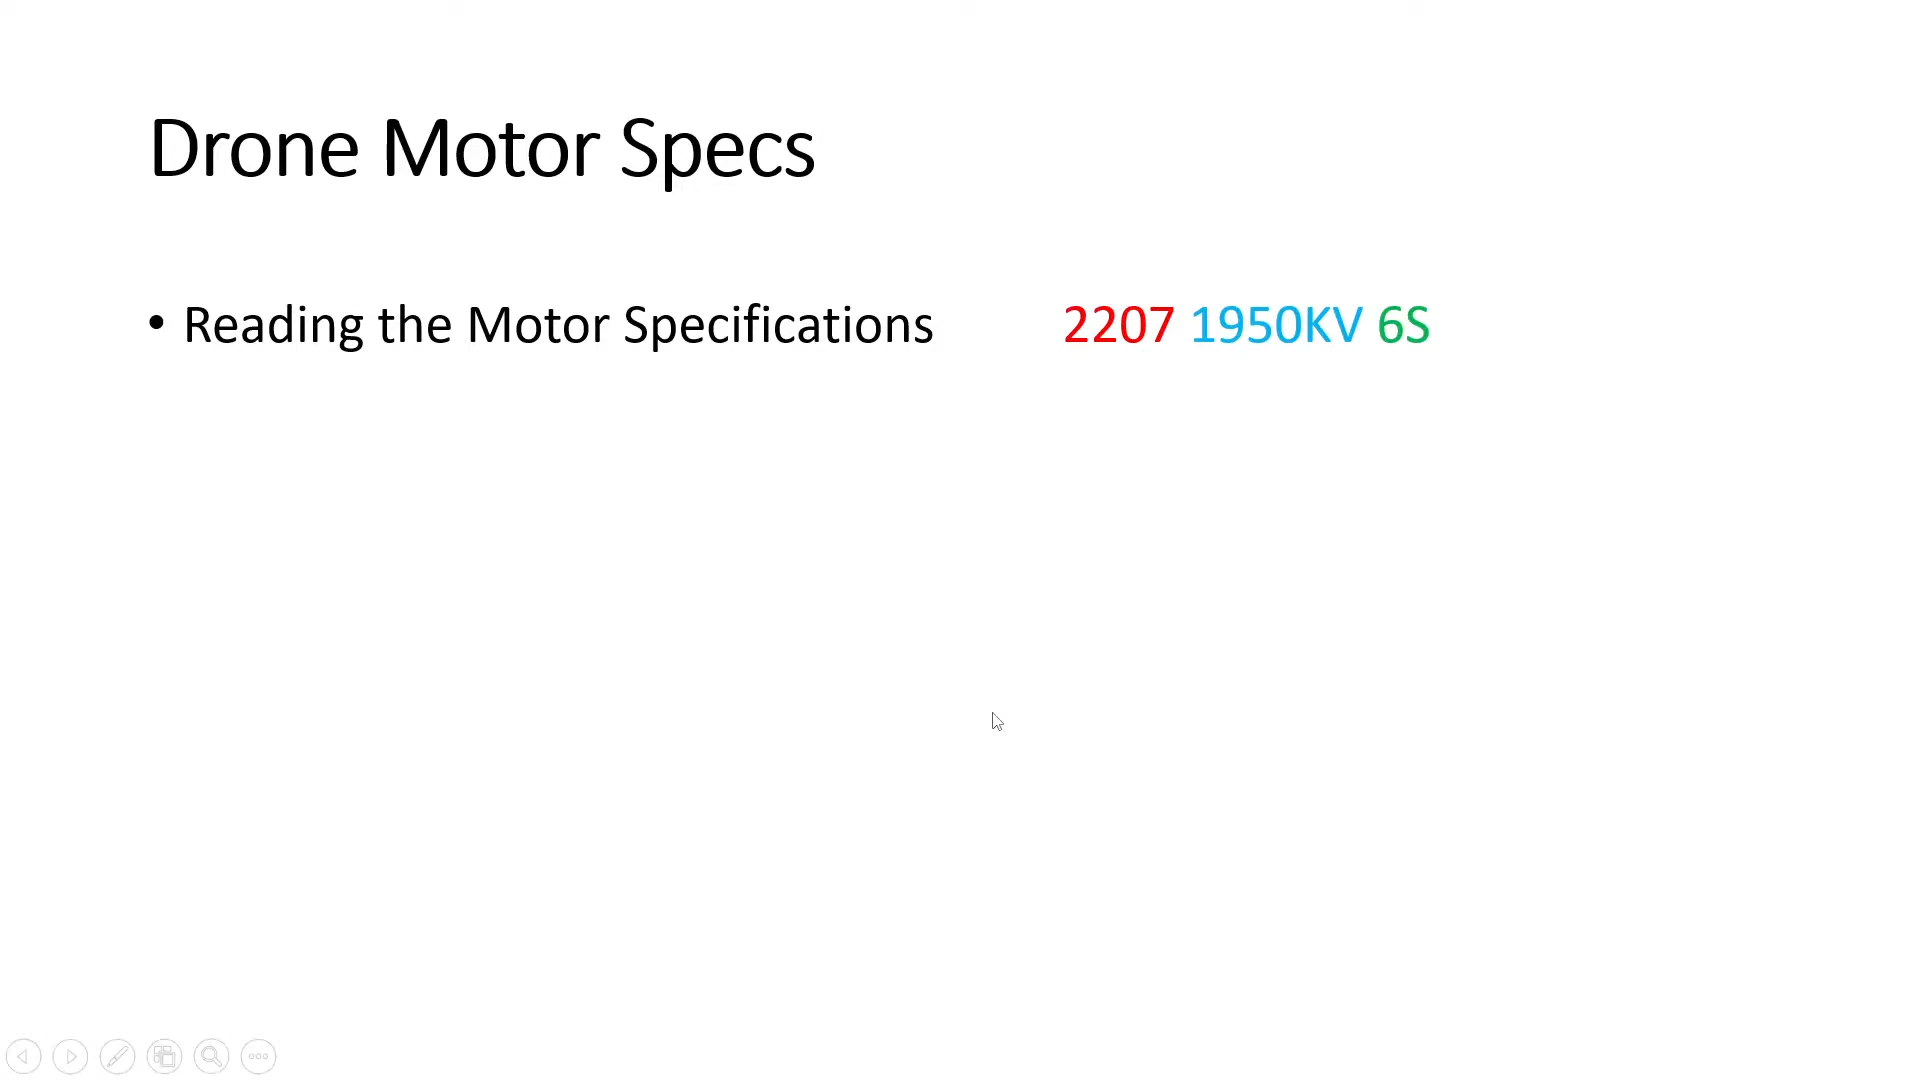 Drone Motor Specs
• Reading the Motor Specifications 2207 1950KV 6S